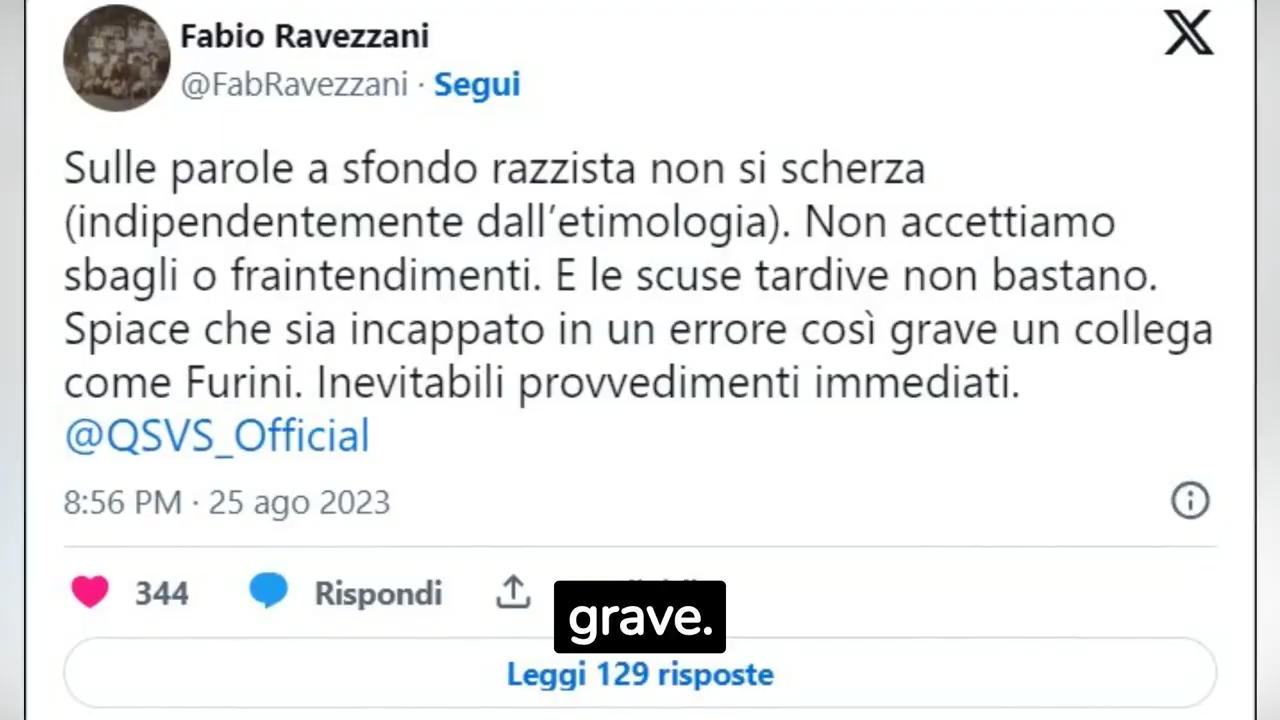 Fabio Ravezzani
@FabRavezzani · Segui
Sulle parole a sfondo razzista non si scherza
(indipendentemente dall'etimologia). Non accettiamo
sbagli o fraintendimenti. E le scuse tardive non bastano.
Spiace che sia incappato in un errore così grave un collega
come Furini. Inevitabili provvedimenti immediati.
@QSVS_Official
8:56 PM · 25 ago 2023
344 Rispondi
grave.
Leggi 129 risposte